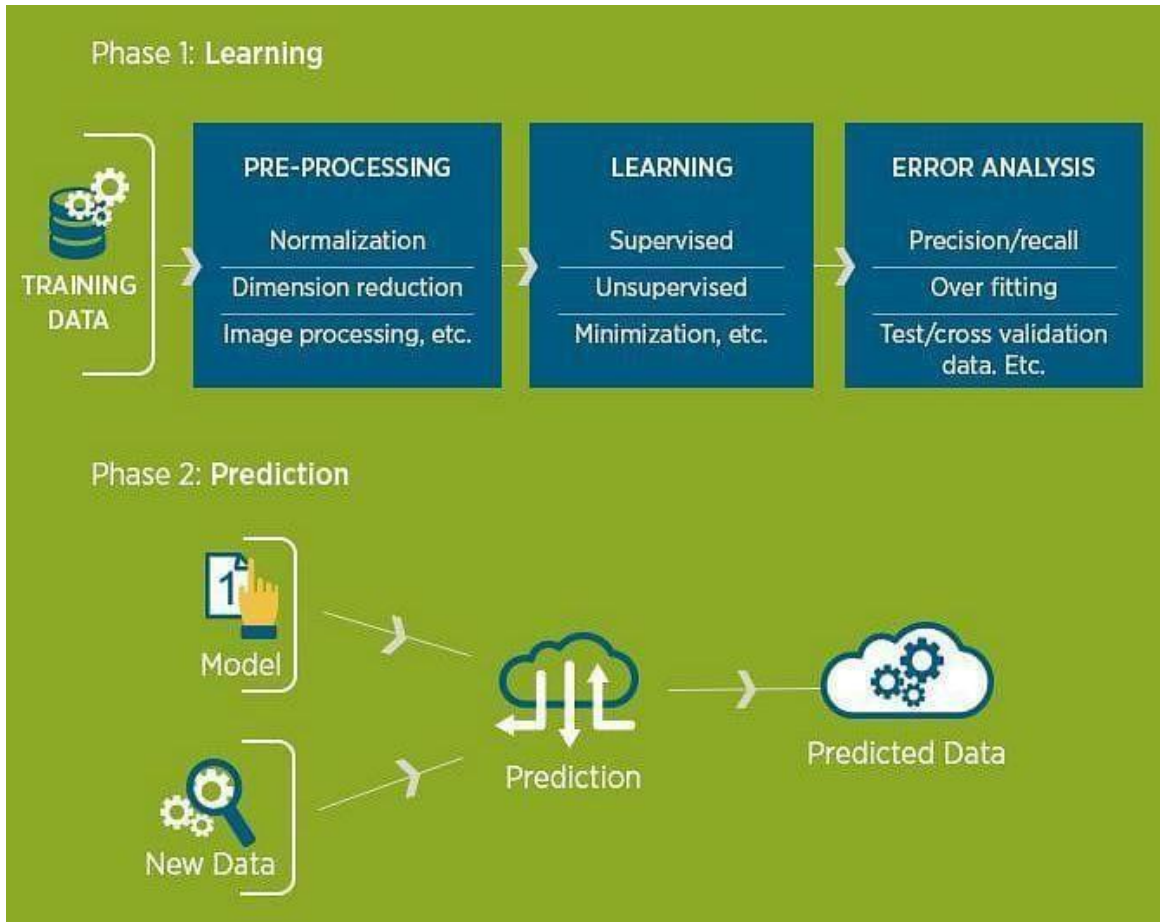 Phase 1: Learning
TRAINING
DATA
PRE-PROCESSING
Normalization
Dimension reduction
Image processing, etc.
LEARNING
Supervised
Unsupervised
Minimization, etc.
ERROR ANALYSIS
Precision/recall
Over fitting
Test/cross validation
data. Etc.
Phase 2: Prediction
1
Model
New Data
Prediction
Predicted Data